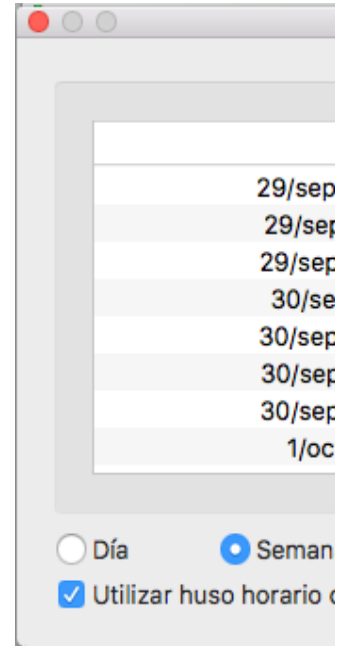 29/sep
29/sep
29/sep
30/se
30/sep
30/sep
30/sep
1/oc
Día Seman
Utilizar huso horario